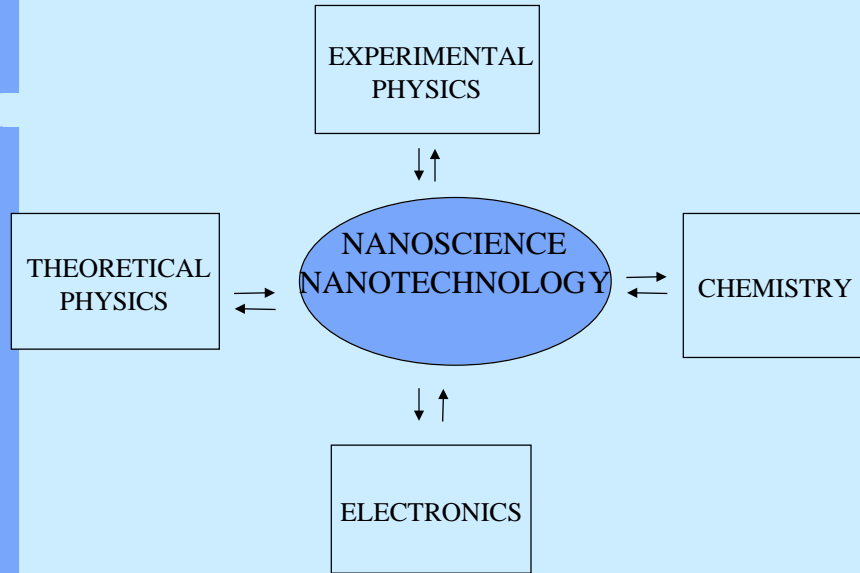 EXPERIMENTAL
PHYSICS
NANOSCIENCE
NANOTECHNOLOGY
THEORETICAL
PHYSICS
CHEMISTRY
ELECTRONICS